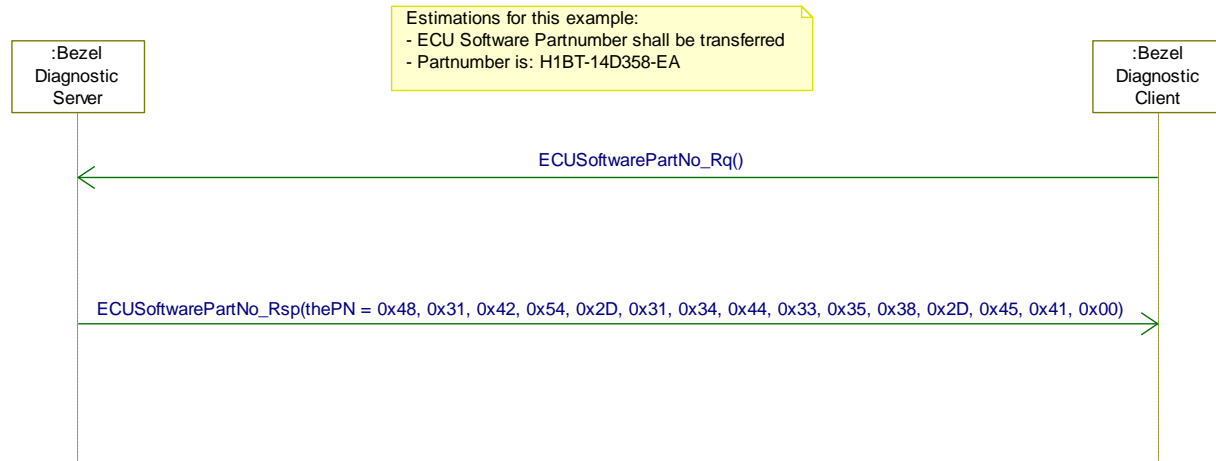 Estimations for this example:
- ECU Software Partnumber shall be transferred
- Partnumber is: H1BT-14D358-EA
:Bezel
Diagnostic
Server
:Bezel
Diagnostic
Client
ECUSoftwarePartNo_Rq()
ECUSoftwarePartNo_Rsp(thePN = 0x48, 0x31, 0x42, 0x54, 0x2D, 0x31, 0x34, 0x44, 0x33, 0x35, 0x38, 0x2D, 0x45, 0x41, 0x00)